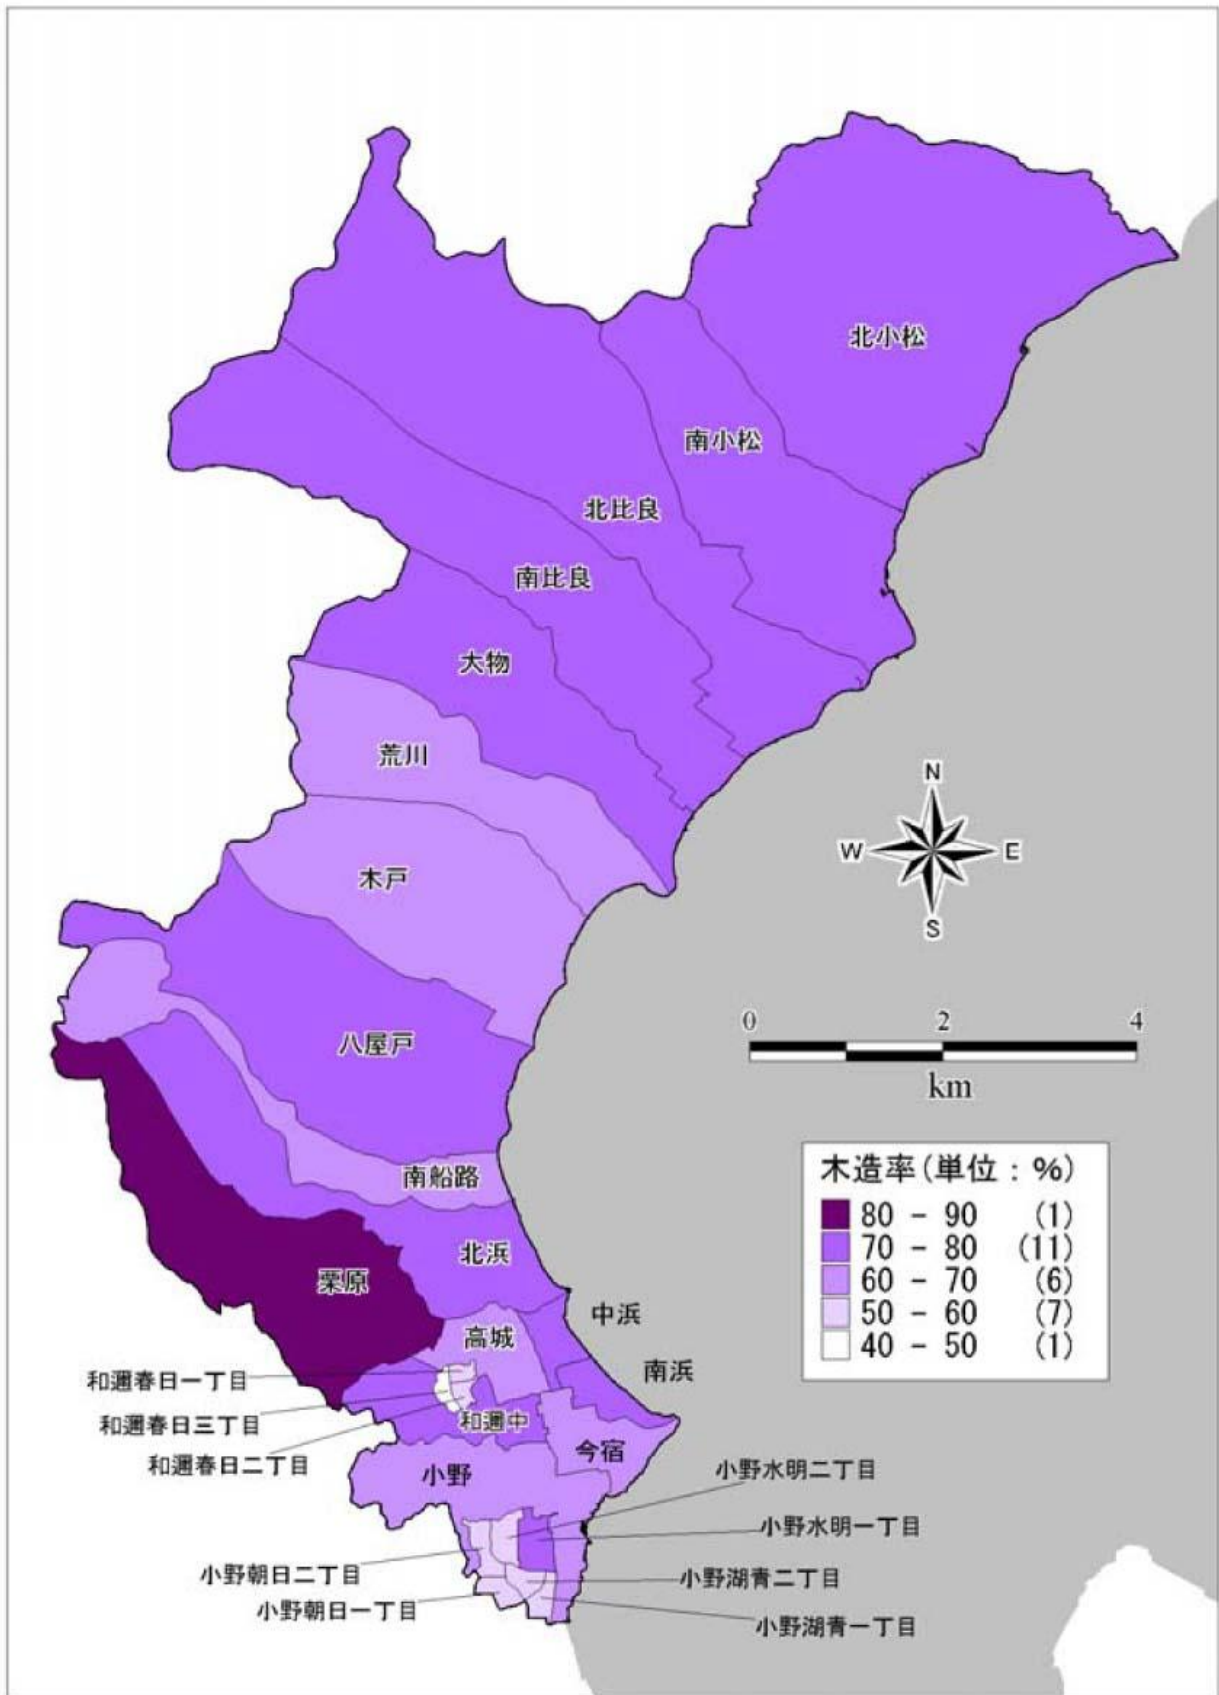 北小松
南小松
北比良
南比良
大物
荒川
木戸
八屋戸
南船路
北浜
栗原
中浜
高城
南浜
和邇春日一丁目
和邇春日三丁目
和邇中
和邇春日二丁目
今宿
小野
小野水明二丁目
小野水明一丁目
小野朝日二丁目
小野湖青二丁目
小野朝日一丁目
小野湖青一丁目
N
W E
S
0 2 4
km
木造率(単位：%)
80 - 90 (1)
70 - 80 (11)
60 - 70 (6)
50 - 60 (7)
40 - 50 (1)